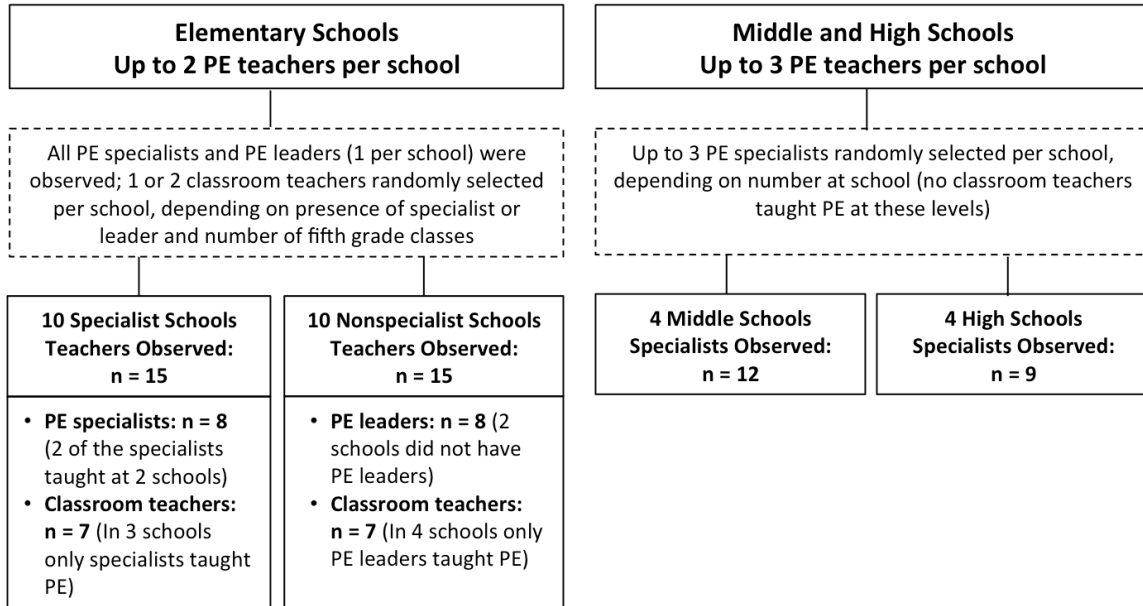 Elementary Schools
Up to 2 PE teachers per school
All PE specialists and PE leaders (1 per school) were
observed; 1 or 2 classroom teachers randomly selected
per school, depending on presence of specialist or
leader and number of fifth grade classes
10 Specialist Schools
Teachers Observed:
n = 15
• PE specialists: n = 8
(2 of the specialists
taught at 2 schools)
• Classroom teachers:
n = 7 (In 3 schools
only specialists taught
PE)
10 Nonspecialist Schools
Teachers Observed:
n = 15
• PE leaders: n = 8 (2
schools did not have
PE leaders)
• Classroom teachers:
n = 7 (In 4 schools only
PE leaders taught PE)
Middle and High Schools
Up to 3 PE teachers per school
Up to 3 PE specialists randomly selected per school,
depending on number at school (no classroom teachers
taught PE at these levels)
4 Middle Schools
Specialists Observed:
n = 12
4 High Schools
Specialists Observed:
n = 9